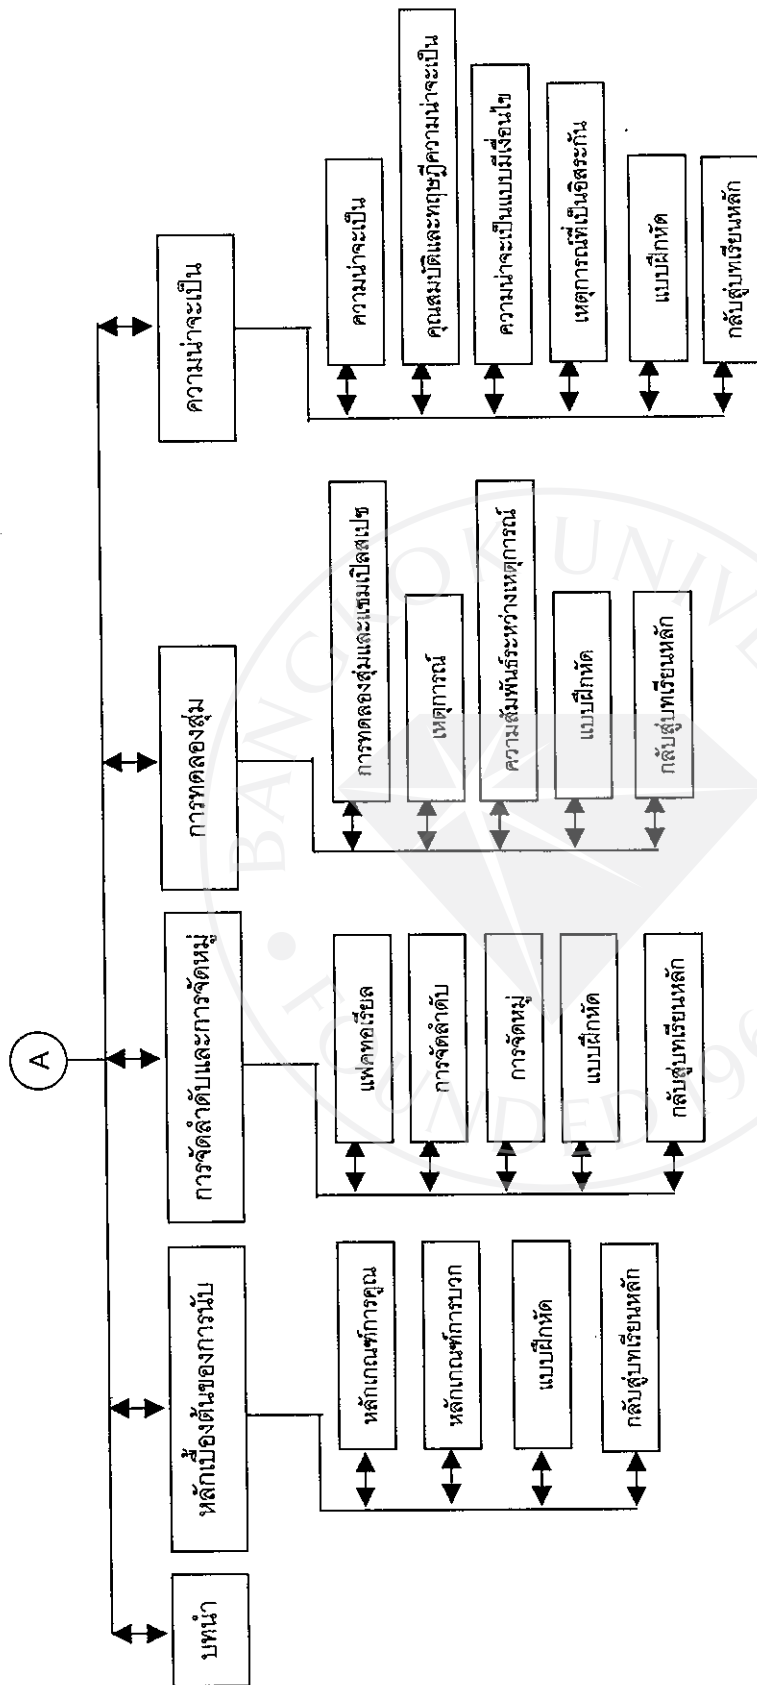 A
บทนำ
หลักเบื้องต้นของการนับ
หลักเกณฑ์การคูณ
หลักเกณฑ์การบวก
แบบฝึกหัด
กลับสู่บทเรียนหลัก
การจัดลำดับและการจัดหมู่
แฟคทอเรียล
การจัดลำดับ
การจัดหมู่
แบบฝึกหัด
กลับสู่บทเรียนหลัก
การทดลองสุ่ม
การทดลองสุ่มและแซมเปิลสเปซ
เหตุการณ์
ความสัมพันธ์ระหว่างเหตุการณ์
แบบฝึกหัด
กลับสู่บทเรียนหลัก
ความน่าจะเป็น
ความน่าจะเป็น
คุณสมบัติและทฤษฎีความน่าจะเป็น
ความน่าจะเป็นแบบมีเงื่อนไข
เหตุการณ์ที่เป็นอิสระกัน
แบบฝึกหัด
กลับสู่บทเรียนหลัก
BANGKOK UNIVE
FOUNDED 196